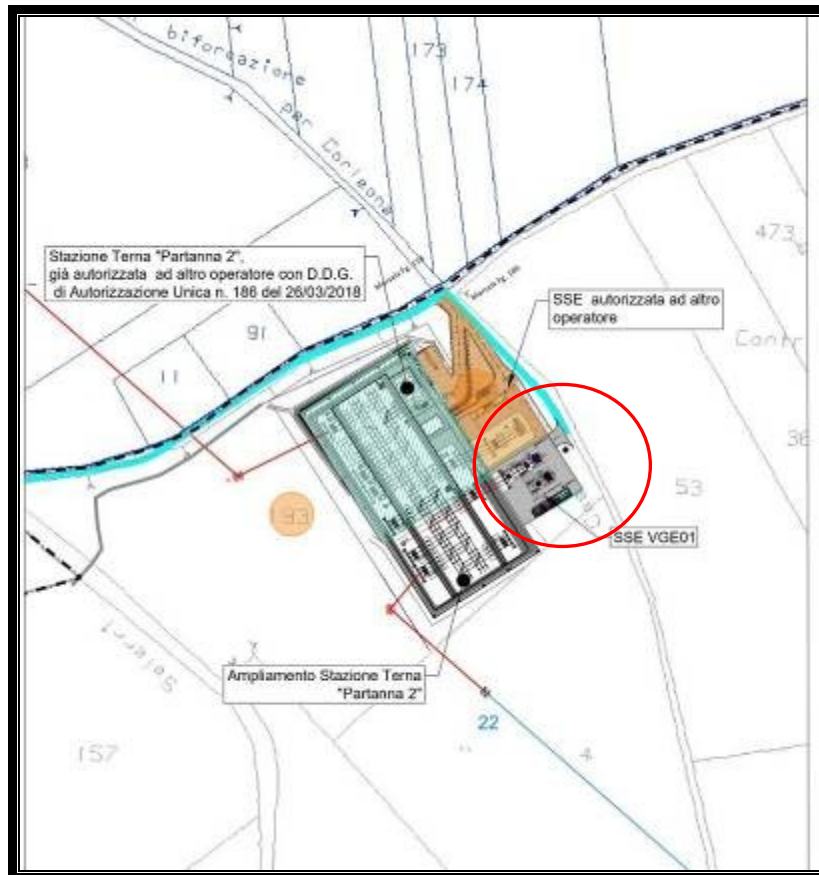 biforcazione
per Corleone
173
174
473
Stazione Terna "Partanna 2",
già autorizzata ad altro operatore con D.D.G.
di Autorizzazione Unica n. 186 del 26/03/2018
SSE autorizzata ad altro
operatore
Contr
16
11
36
53
193
SSE VGE01
Ampliamento Stazione Terna
"Partanna 2"
22
157
4